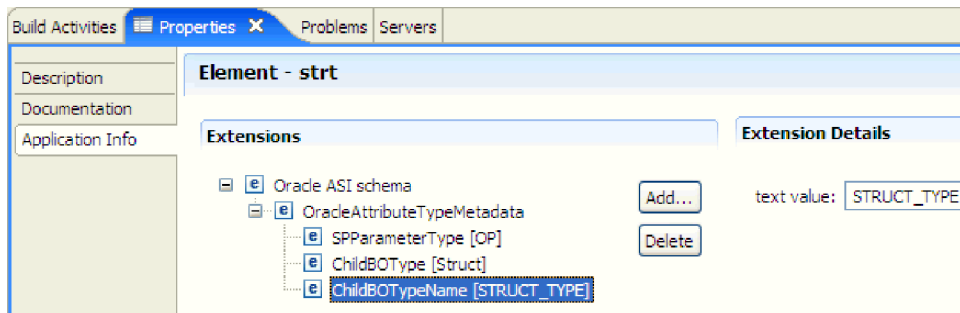 Build Activities Properties Problems Servers
Description
Documentation
Application Info
Element - strt
Extensions
Oracle ASI schema
OracleAttributeTypeMetadata
SPParameterType [OP]
ChildBOType [Struct]
ChildBOTypeName [STRUCT_TYPE]
Add...
Delete
Extension Details
text value: STRUCT_TYPE